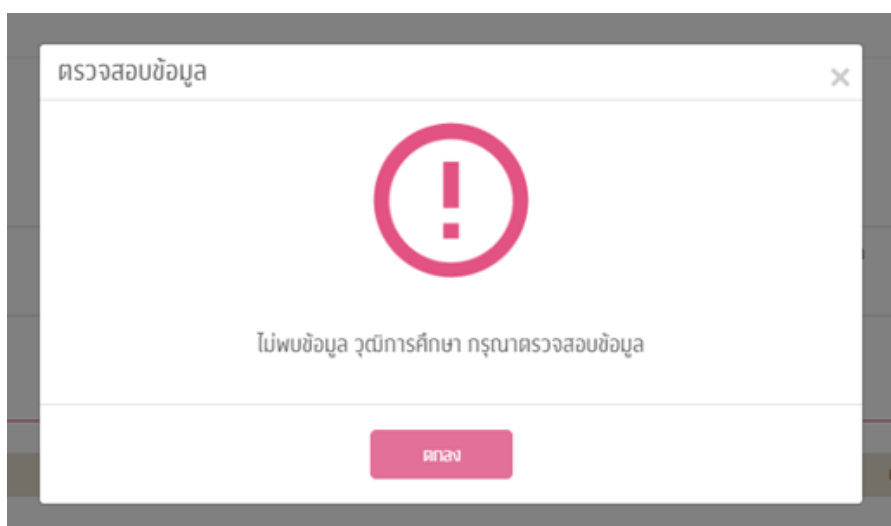 ตรวจสอบข้อมูล
ไม่พบข้อมูล วุฒิการศึกษา กรุณาตรวจสอบข้อมูล
ตกลง